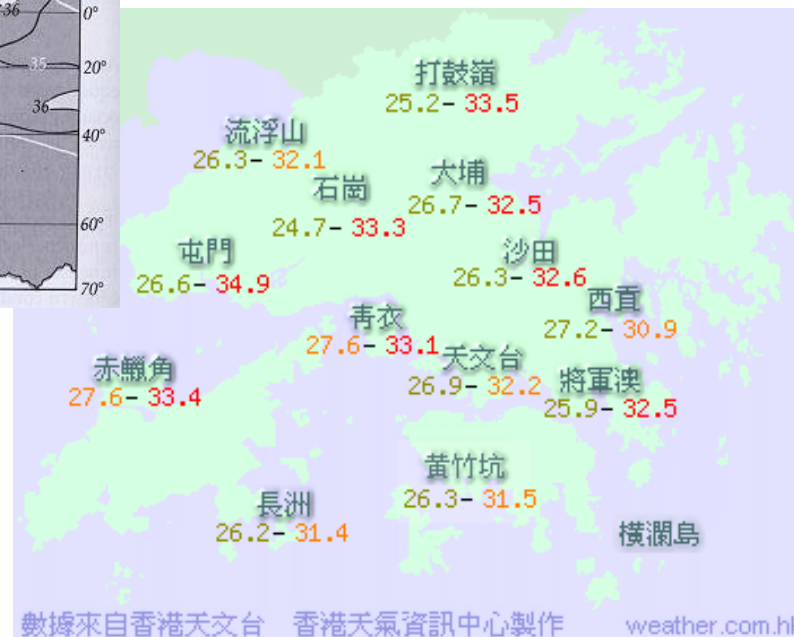 36
0°
35
20°
36
40°
60°
70°
打鼓嶺
25.2- 33.5
流浮山
26.3- 32.1
石崗
24.7- 33.3
大埔
26.7- 32.5
屯門
26.6- 34.9
沙田
26.3- 32.6
西貢
27.2- 30.9
青衣
27.6- 33.1
天文台
26.9- 32.2
赤鱲角
27.6- 33.4
將軍澳
25.9- 32.5
黃竹坑
26.3- 31.5
長洲
26.2- 31.4
橫瀾島
數據來自香港天文台 香港天氣資訊中心製作 weather.com.hk